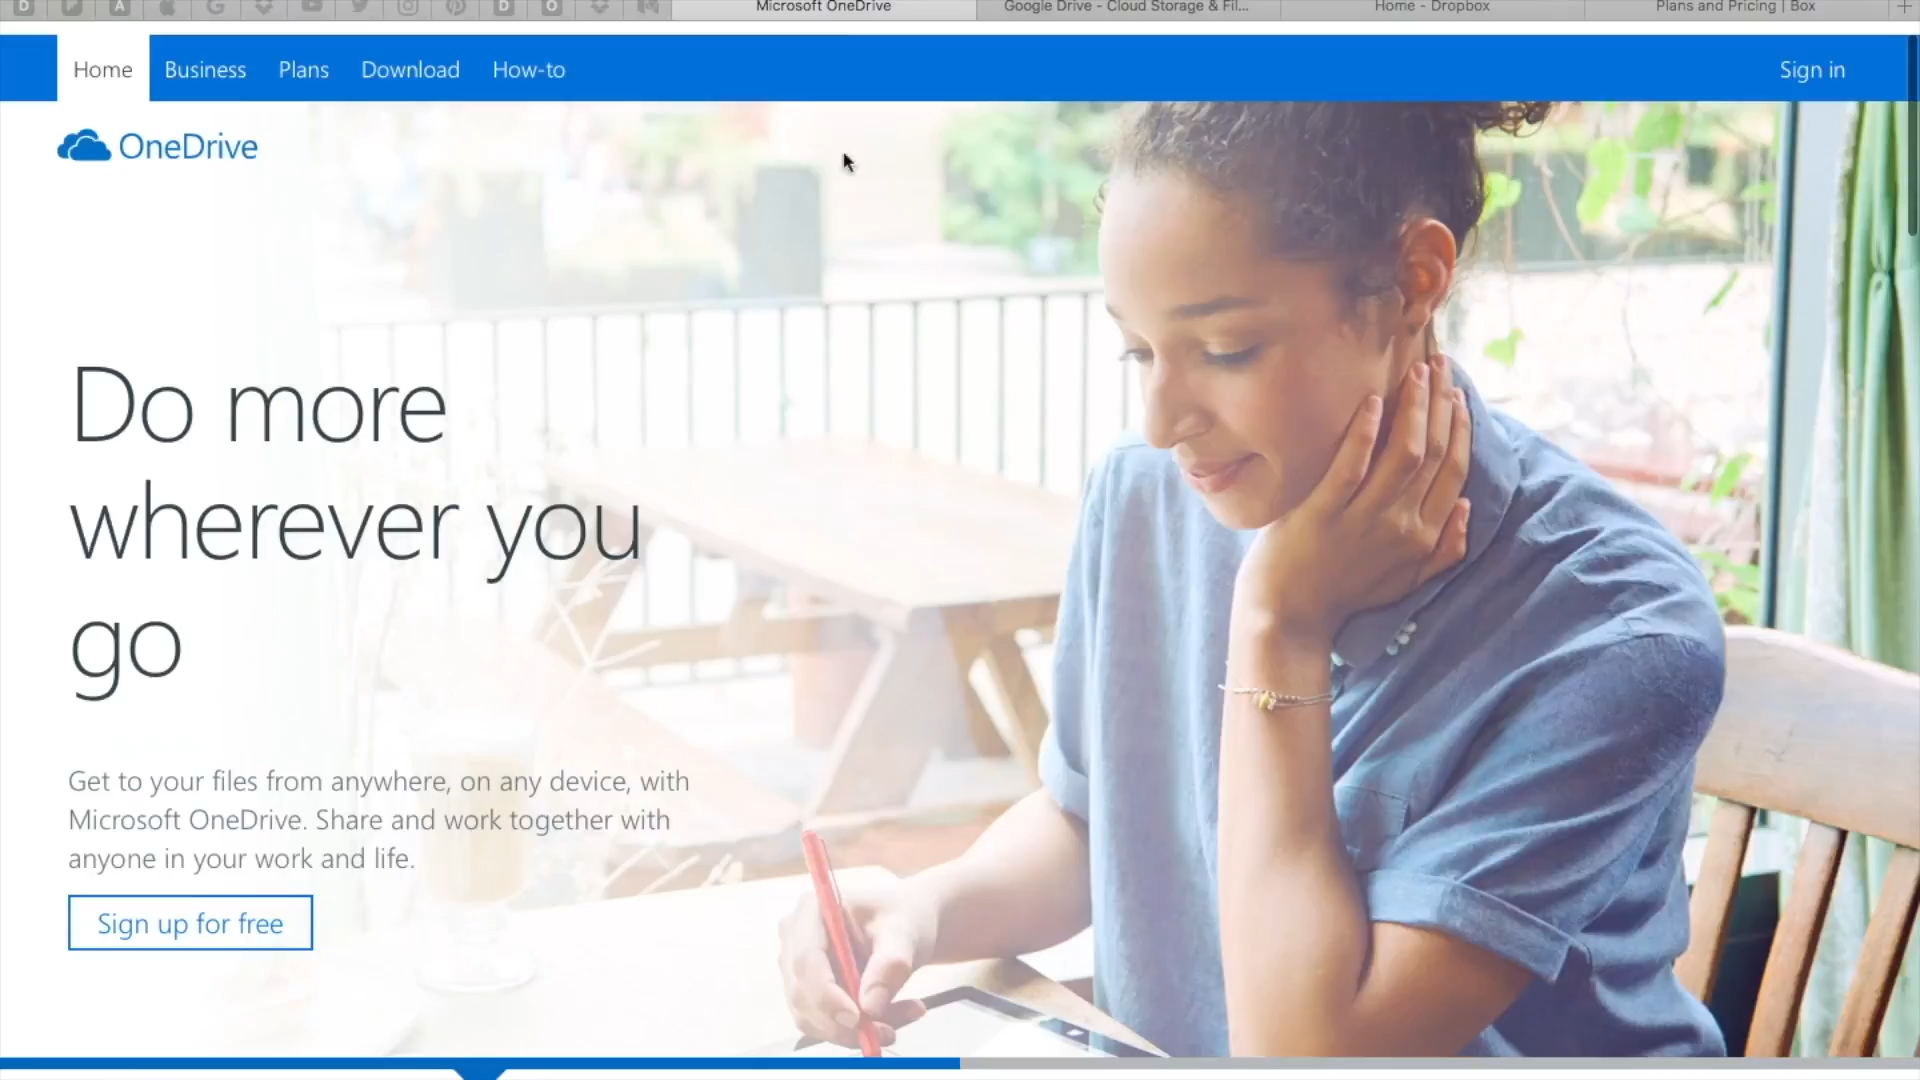 Microsoft OneDrive
Google Drive - Cloud Storage & Fil...
Home - Dropbox
Plans and Pricing | Box
Home
Business
Plans
Download
How-to
Sign in
OneDrive
Do more
wherever you
go
Get to your files from anywhere, on any device, with
Microsoft OneDrive. Share and work together with
anyone in your work and life.
Sign up for free